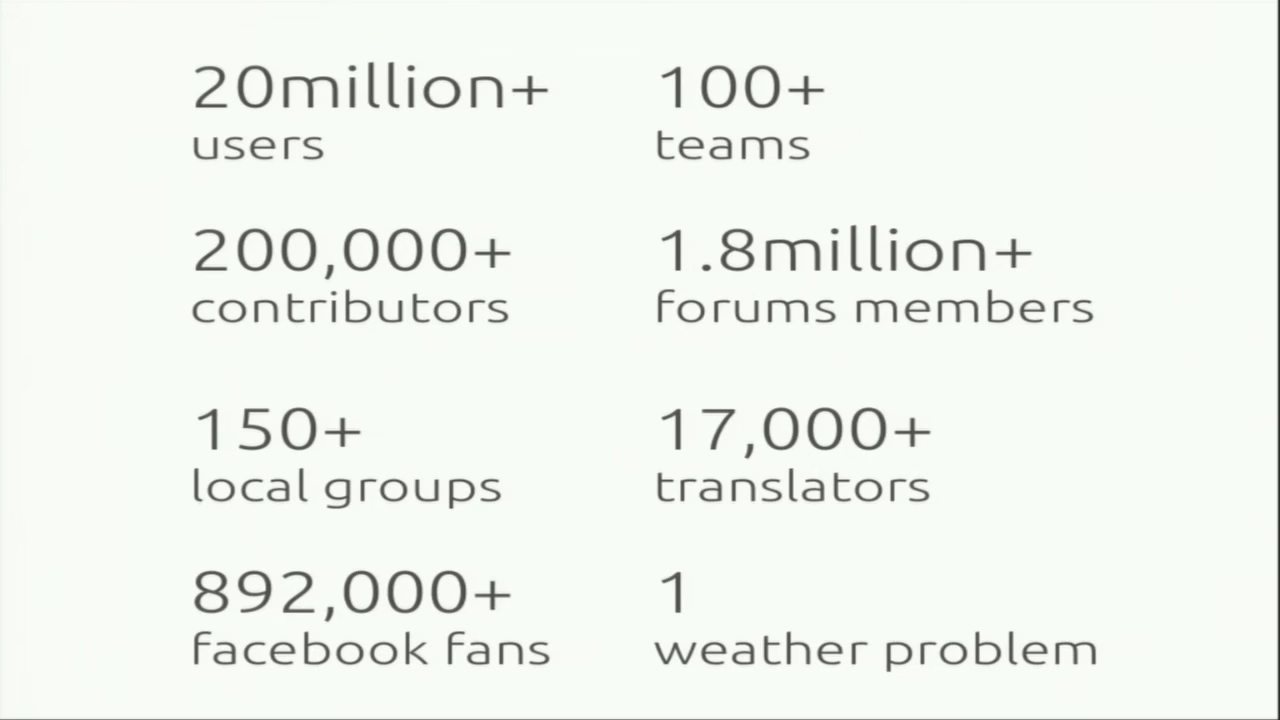 20million+
users
100+
teams
200,000+
contributors
1.8million+
forums members
150+
local groups
17,000+
translators
892,000+
facebook fans
1
weather problem